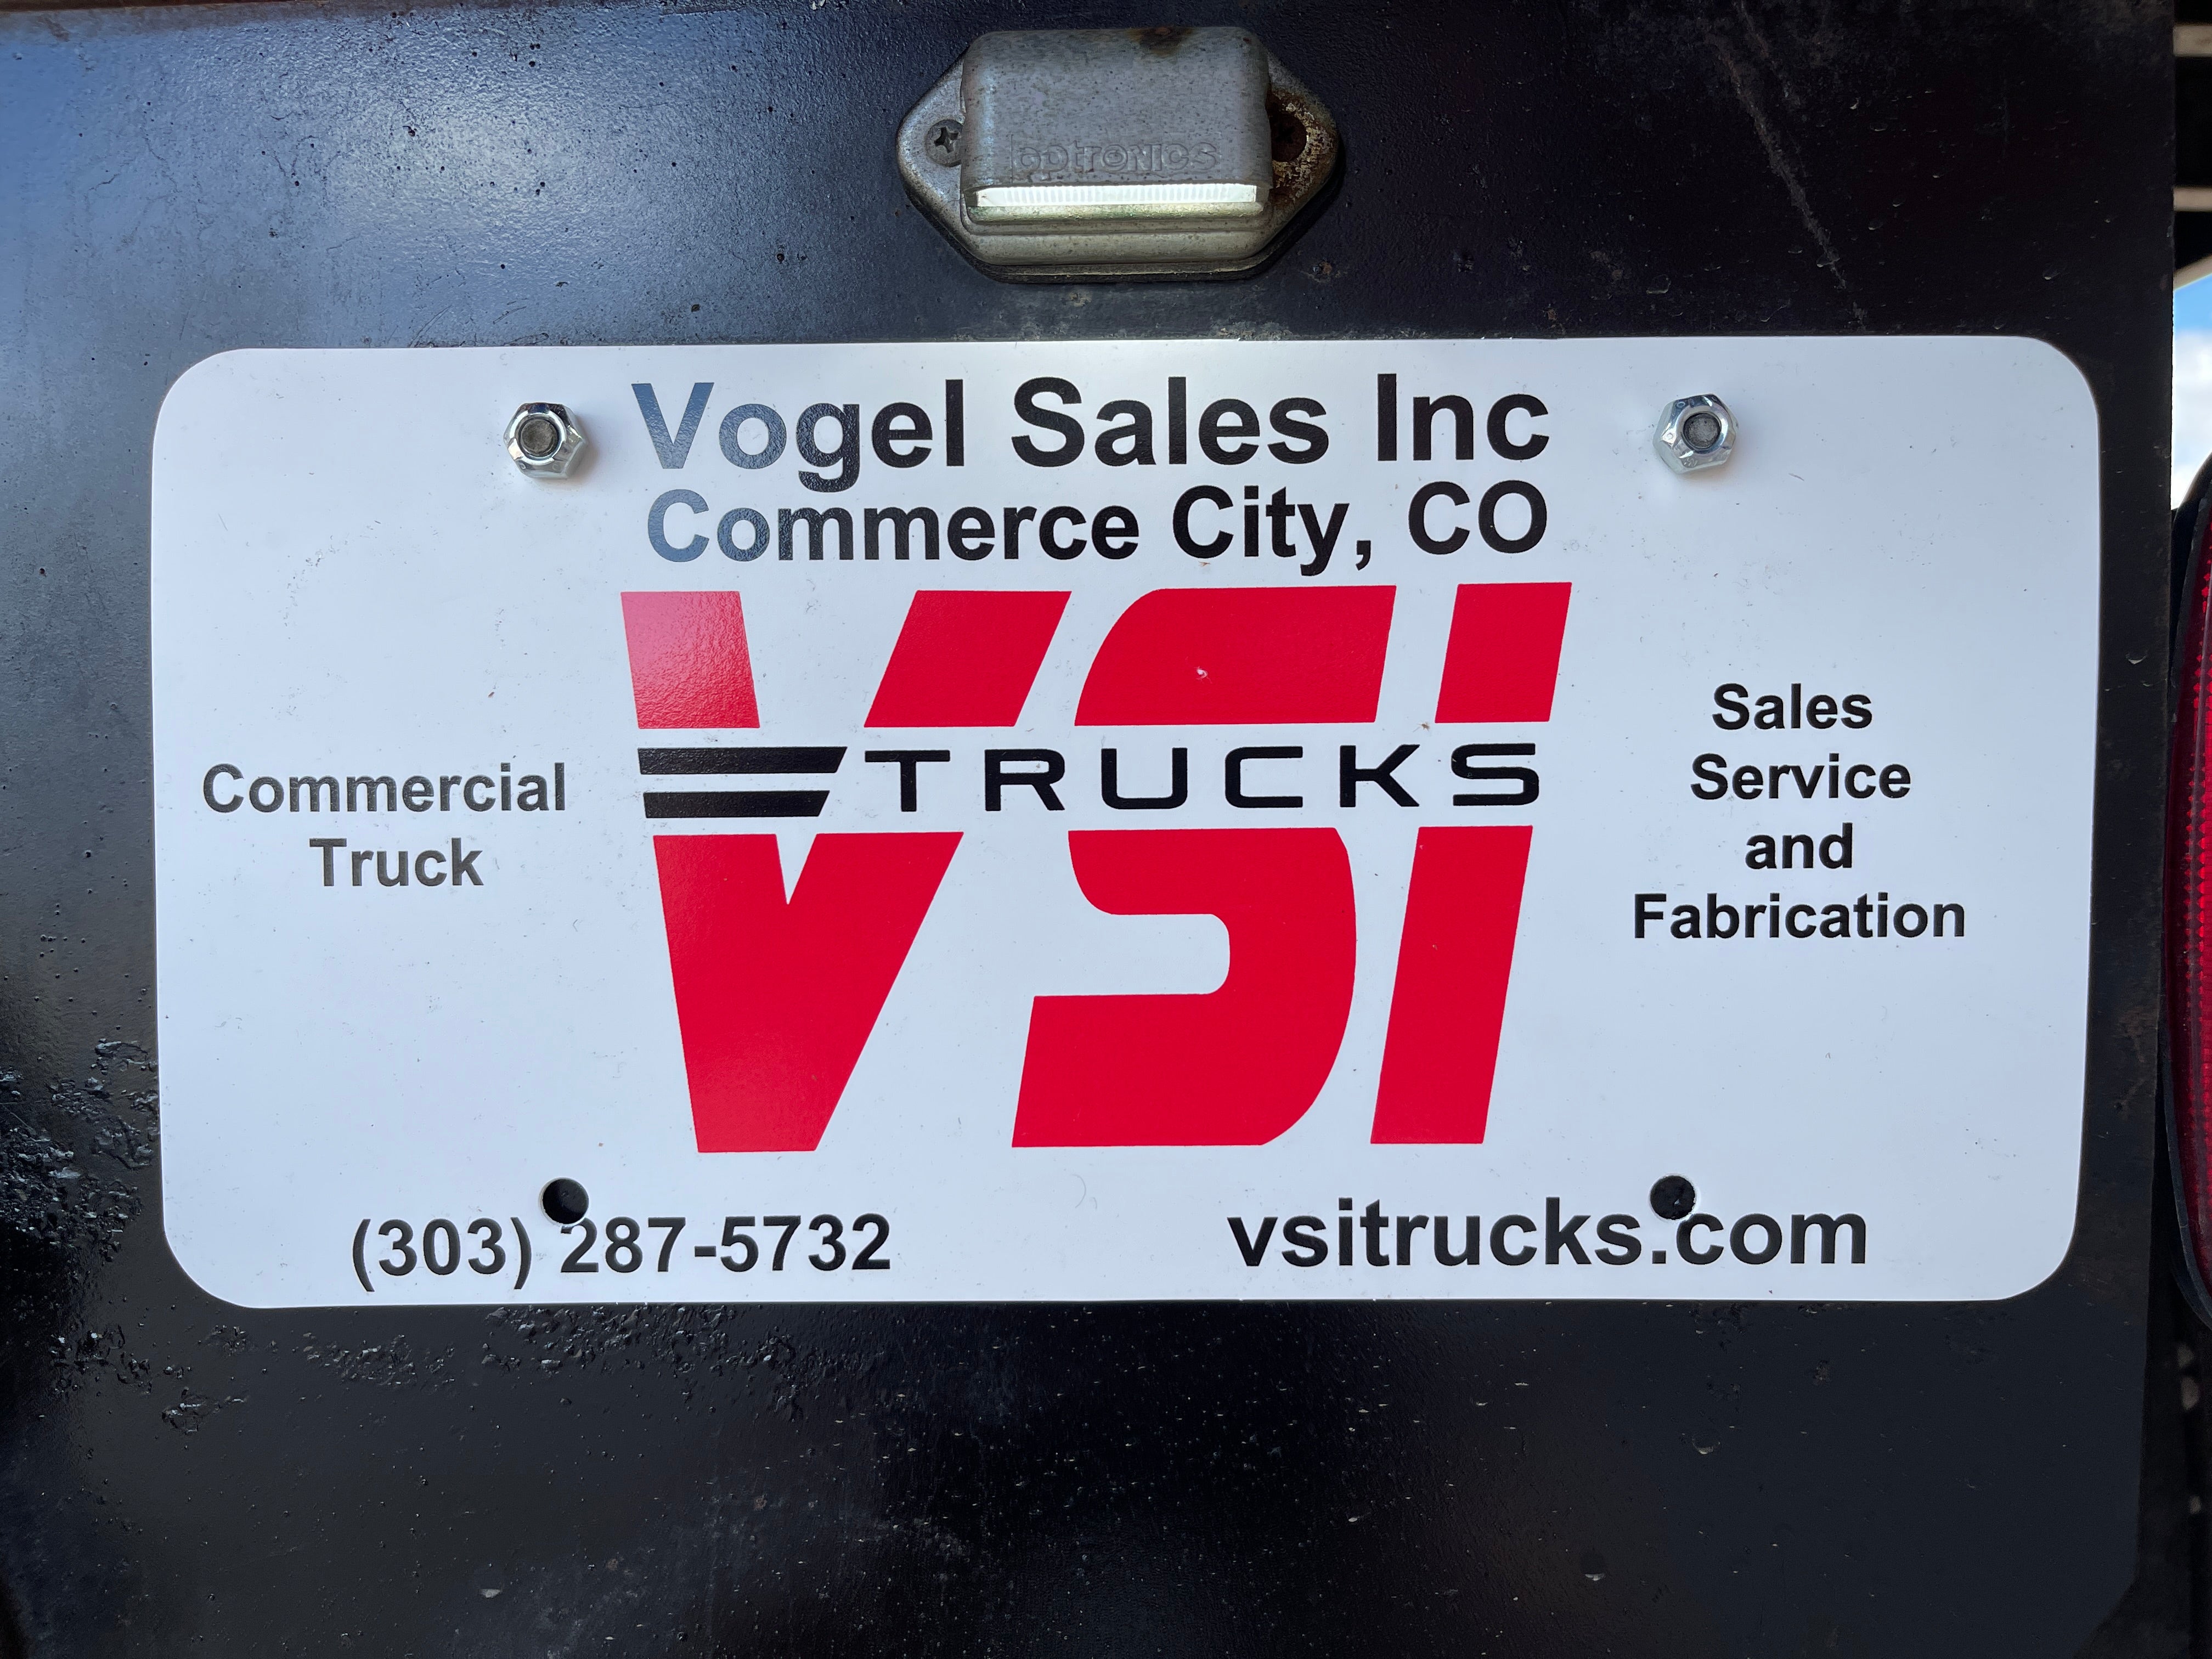 optronics
Vogel Sales Inc
Commerce City, CO
VSI
TRUCKS
Commercial
Truck
Sales
Service
and
Fabrication
(303) 287-5732
vsitrucks.com